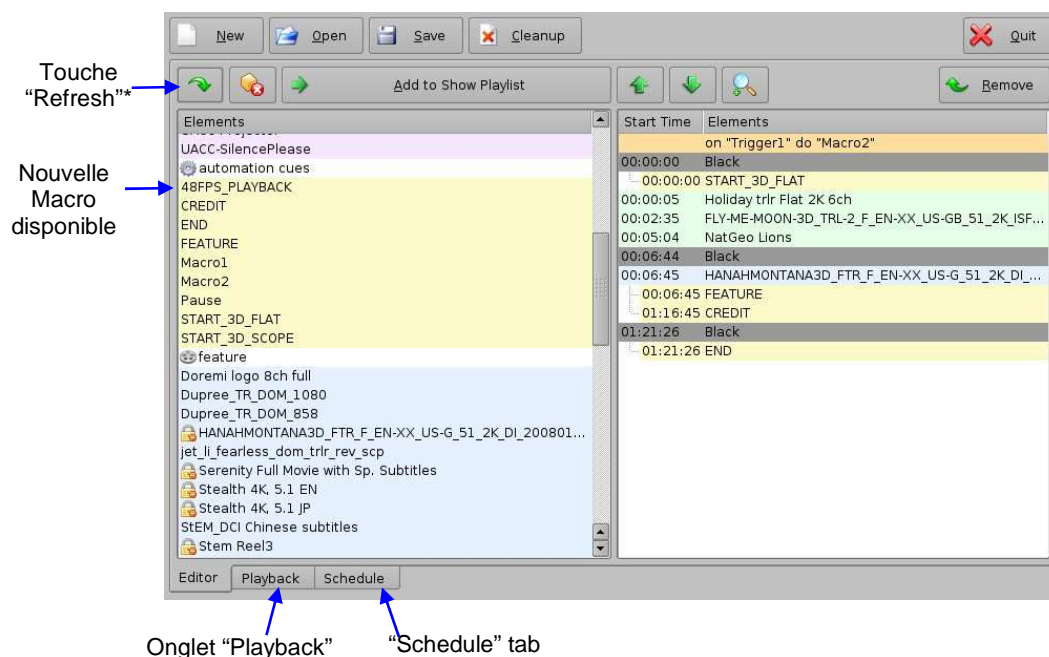 New Open Save Cleanup Quit
Touche
“Refresh”*
Add to Show Playlist
Remove
Elements
UACC-SilencePlease
automation cues
Nouvelle
Macro
disponible
48FPS_PLAYBACK
CREDIT
END
FEATURE
Macro1
Macro2
Pause
START_3D_FLAT
START_3D_SCOPE
feature
Doremi logo 8ch full
Dupree_TR_DOM_1080
Dupree_TR_DOM_858
HANAHMONTANA3D_FTR_F_EN-XX_US-G_51_2K_DI_200801...
jet_li_fearless_dom_trlr_rev_scp
Serenity Full Movie with Sp. Subtitles
Stealth 4K, 5.1 EN
Stealth 4K, 5.1 JP
StEM_DCI Chinese subtitles
Stem Reel3
Start Time Elements
on "Trigger1" do "Macro2"
00:00:00 Black
00:00:00 START_3D_FLAT
00:00:05 Holiday trlr Flat 2K 6ch
00:02:35 FLY-ME-MOON-3D_TRL-2_F_EN-XX_US-GB_51_2K_ISF...
00:05:04 NatGeo Lions
00:06:44 Black
00:06:45 HANAHMONTANA3D_FTR_F_EN-XX_US-G_51_2K_DI_...
00:06:45 FEATURE
01:16:45 CREDIT
01:21:26 Black
01:21:26 END
Editor Playback Schedule
Onglet “Playback” “Schedule” tab